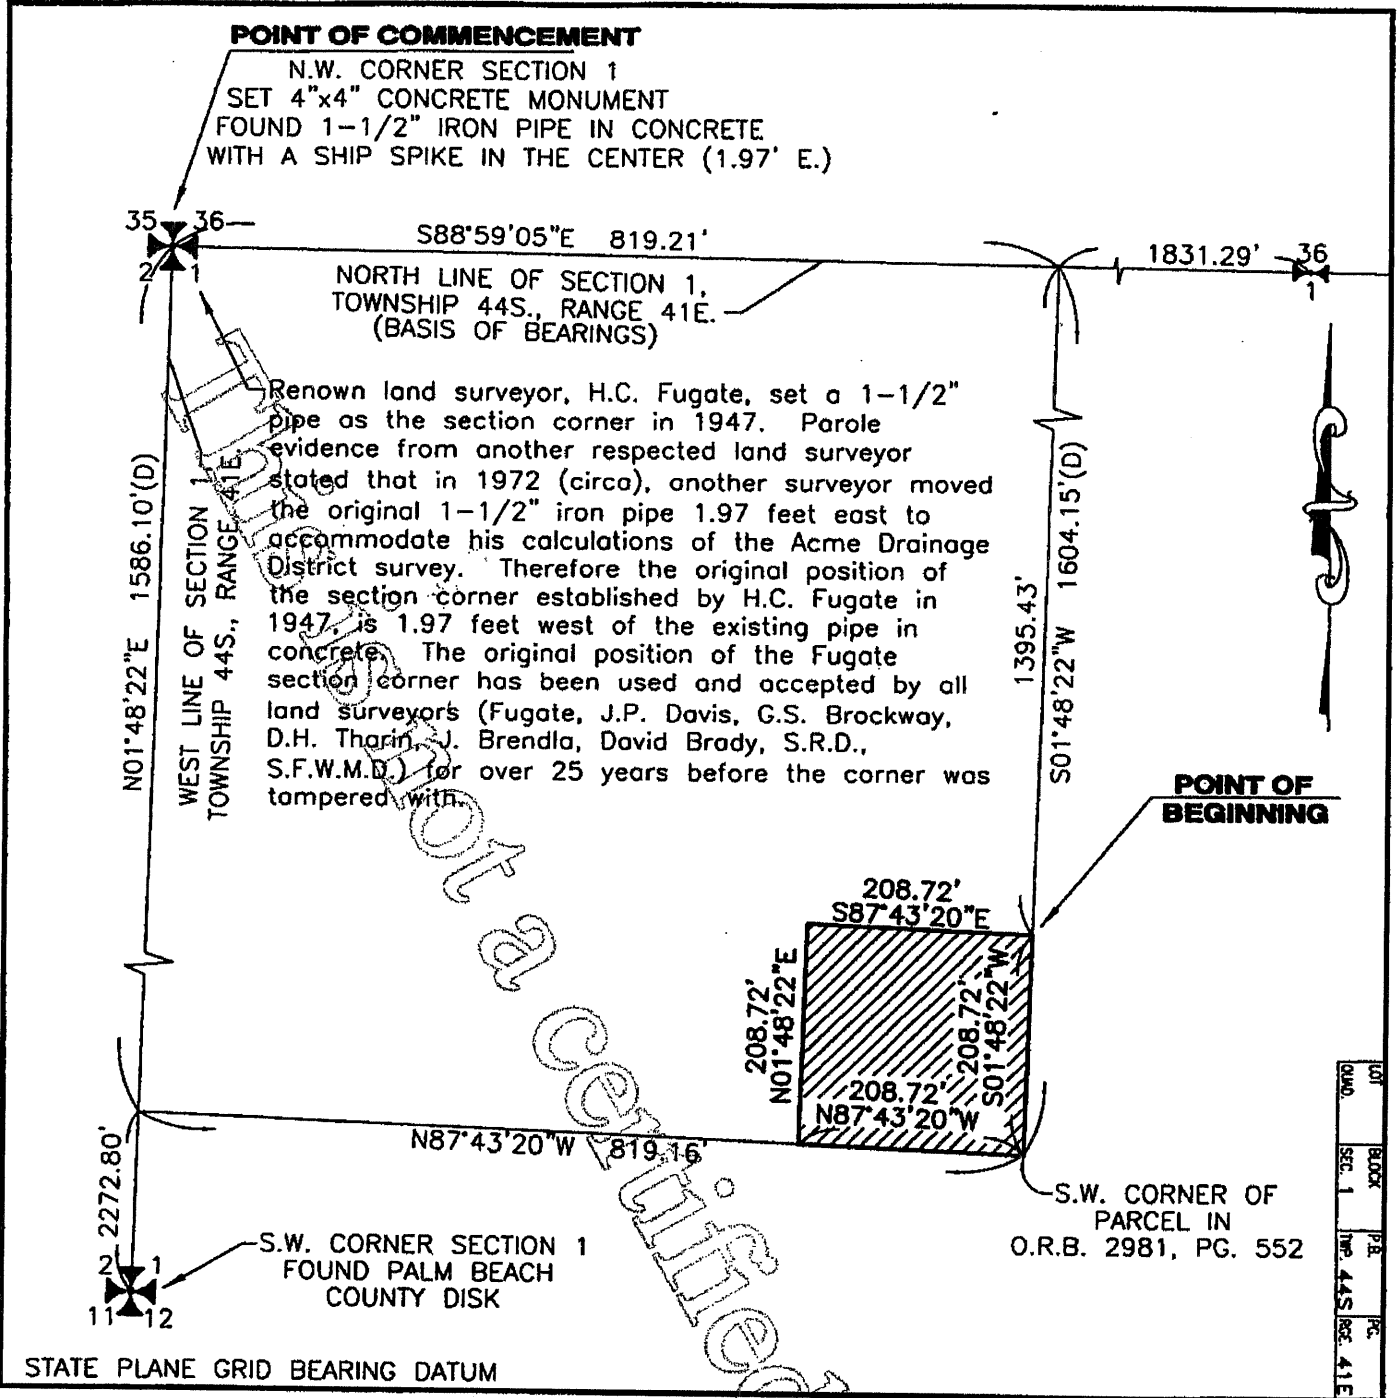 POINT OF COMMENCEMENT
N.W. CORNER SECTION 1
SET 4"x4" CONCRETE MONUMENT
FOUND 1-1/2" IRON PIPE IN CONCRETE
WITH A SHIP SPIKE IN THE CENTER (1.97' E.)
35 36
2 1
S88°59'05"E 819.21'
1831.29'
36
1
NORTH LINE OF SECTION 1,
TOWNSHIP 44S., RANGE 41E.
(BASIS OF BEARINGS)
Renown land surveyor, H.C. Fugate, set a 1-1/2"
pipe as the section corner in 1947. Parole
evidence from another respected land surveyor
stated that in 1972 (circa), another surveyor moved
the original 1-1/2" iron pipe 1.97 feet east to
accommodate his calculations of the Acme Drainage
District survey. Therefore the original position of
the section corner established by H.C. Fugate in
1947, is 1.97 feet west of the existing pipe in
concrete. The original position of the Fugate
section corner has been used and accepted by all
land surveyors (Fugate, J.P. Davis, G.S. Brockway,
D.H. Tharin, J. Brendla, David Brady, S.R.D.,
S.F.W.M.D.) for over 25 years before the corner was
tampered with.
N01°48'22"E 1586.10'(D)
WEST LINE OF SECTION 1,
TOWNSHIP 44S., RANGE 41E.
1395.43'
S01°48'22"W 1604.15'(D)
POINT OF
BEGINNING
208.72'
S87°43'20"E
208.72'
N01°48'22"E
208.72'
S01°48'22"W
208.72'
N87°43'20"W
N87°43'20"W 819.16'
S.W. CORNER OF
PARCEL IN
O.R.B. 2981, PG. 552
2272.80'
S.W. CORNER SECTION 1
FOUND PALM BEACH
COUNTY DISK
2 1
11 12
STATE PLANE GRID BEARING DATUM
LOT BLOCK P.B. PG.
QUAD. SEC. 1 TWP. 44S RGE. 41E
This is not a certified